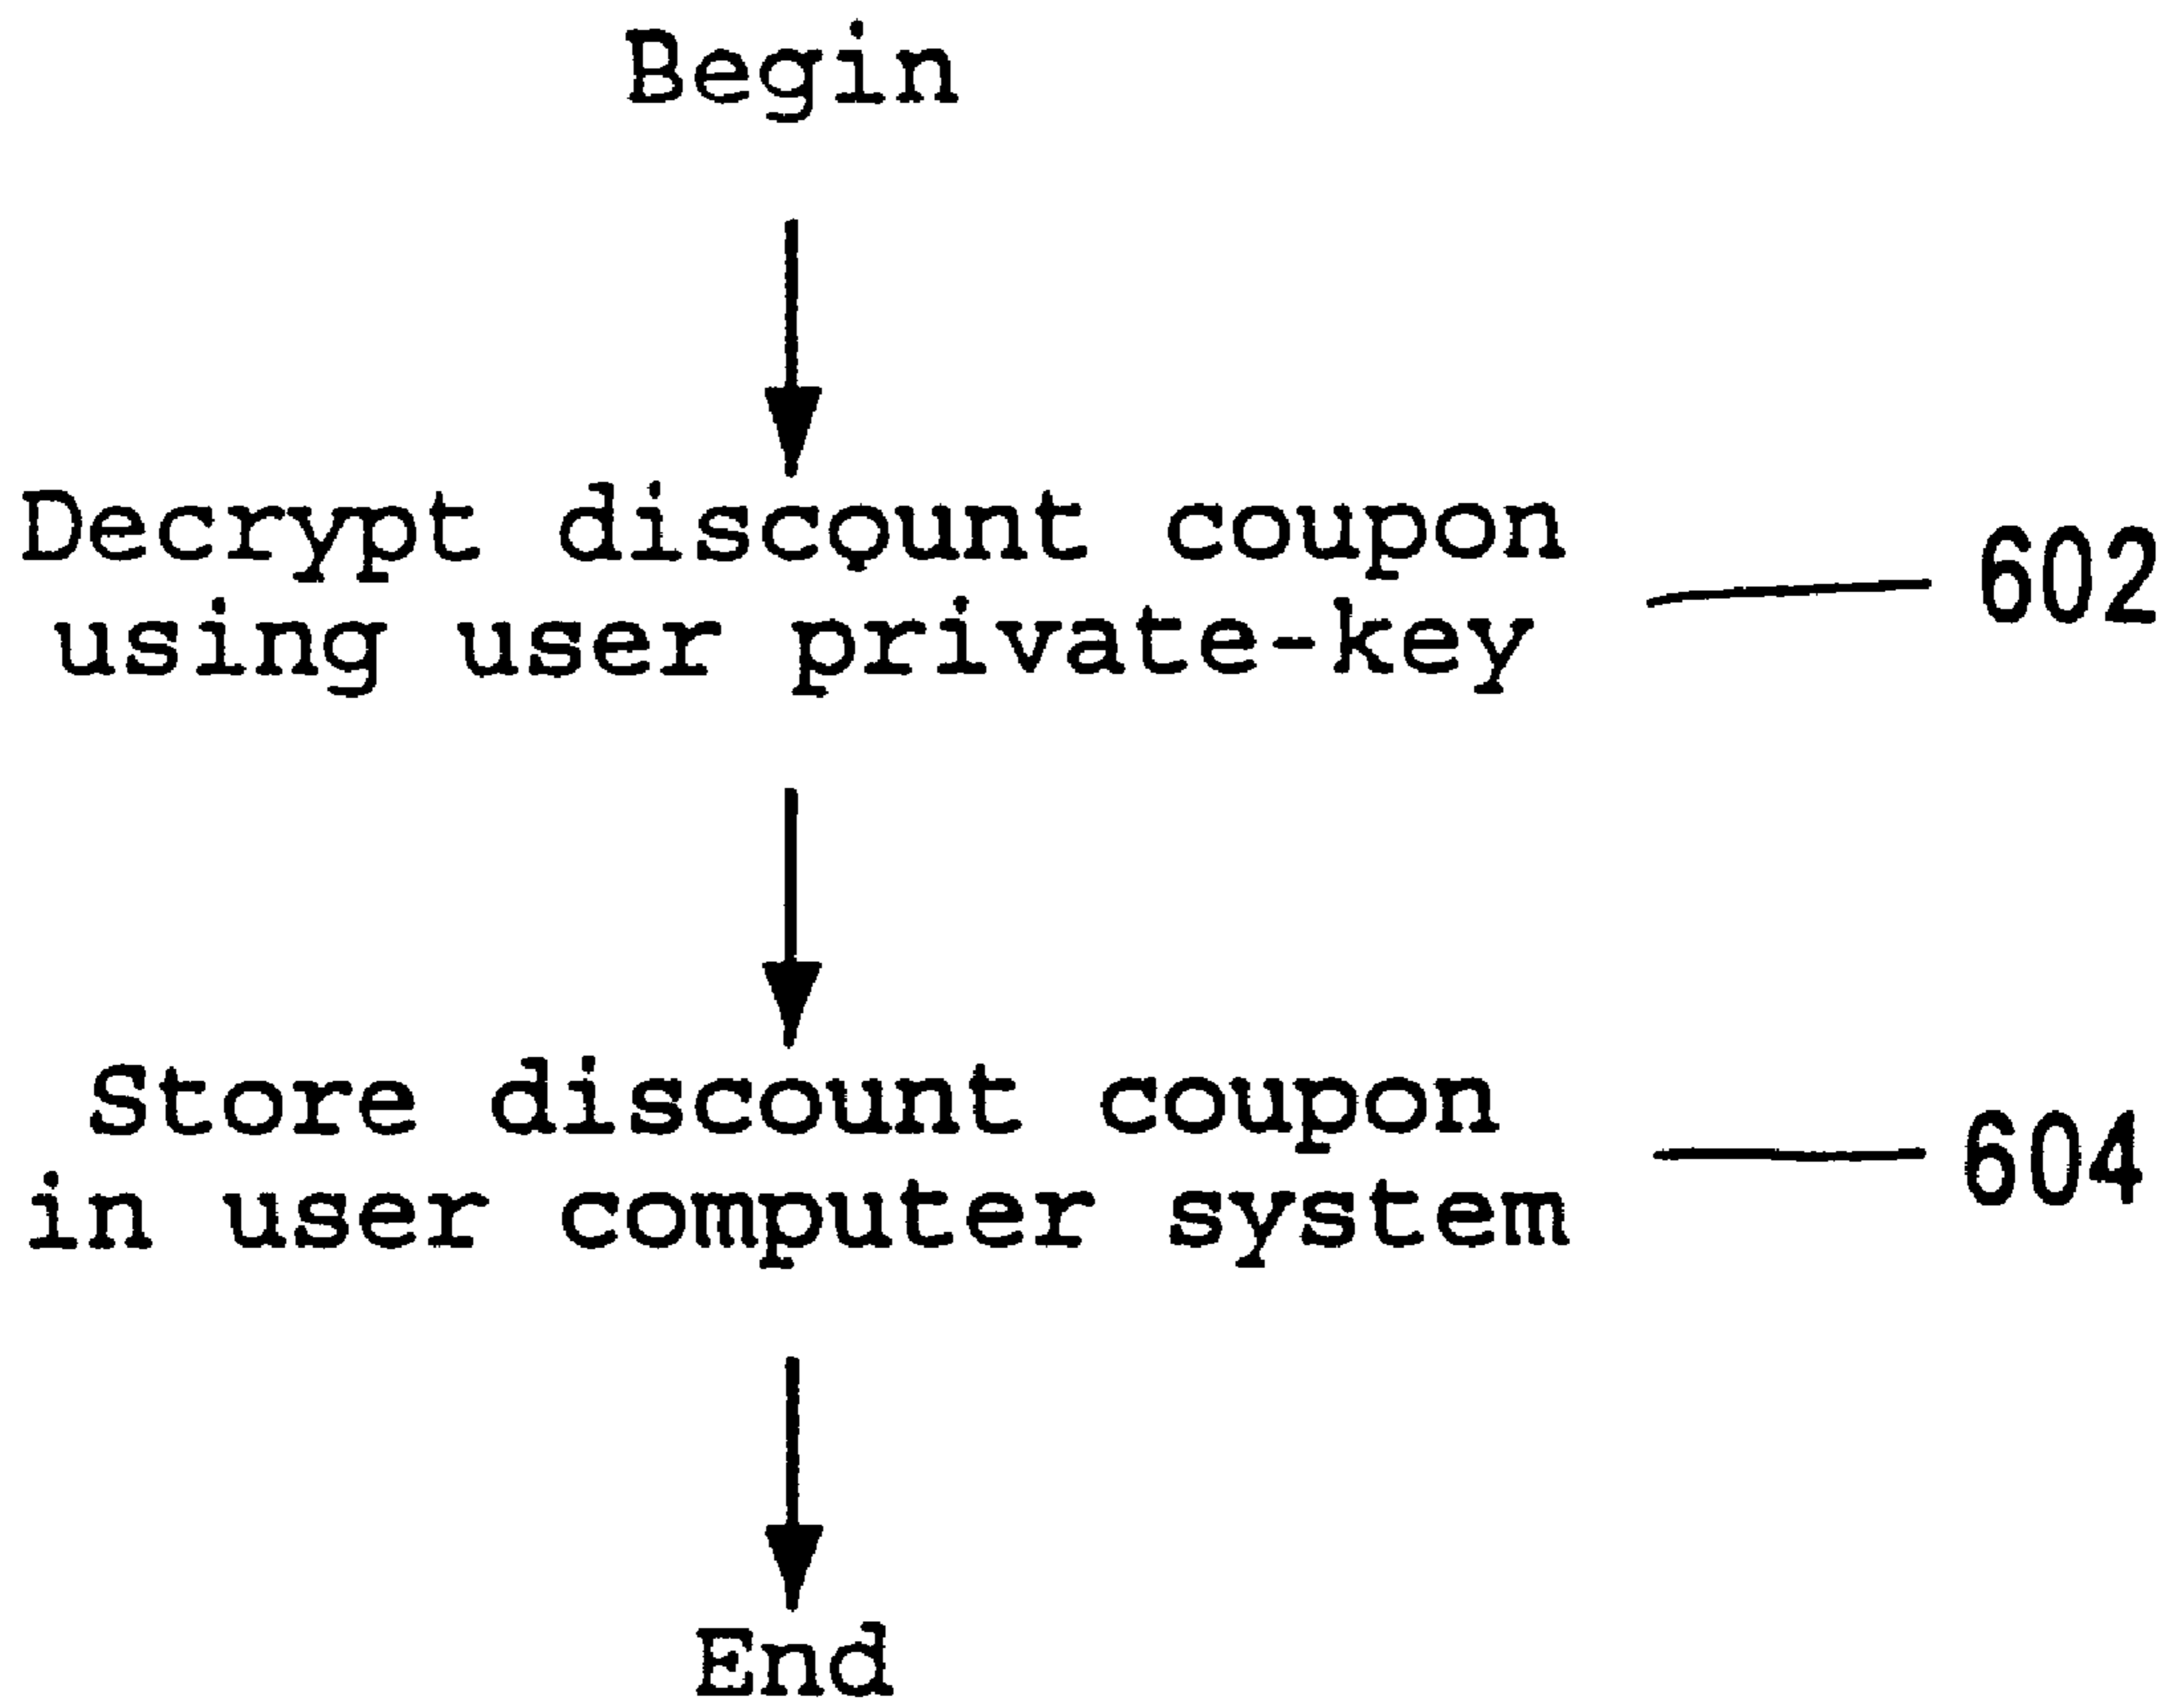 Begin
Decrypt discount coupon
using user private-key
602
Store discount coupon
in user computer system
604
End